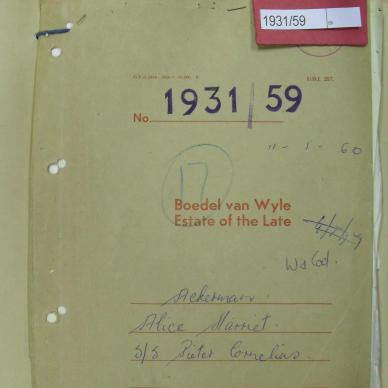 1931/59
No. 1931/59
11 - 1 - 60
17
Boedel van Wyle
Estate of the Late
Ackerman.
Alice Harriet.
S/S Pieter Cornelius.